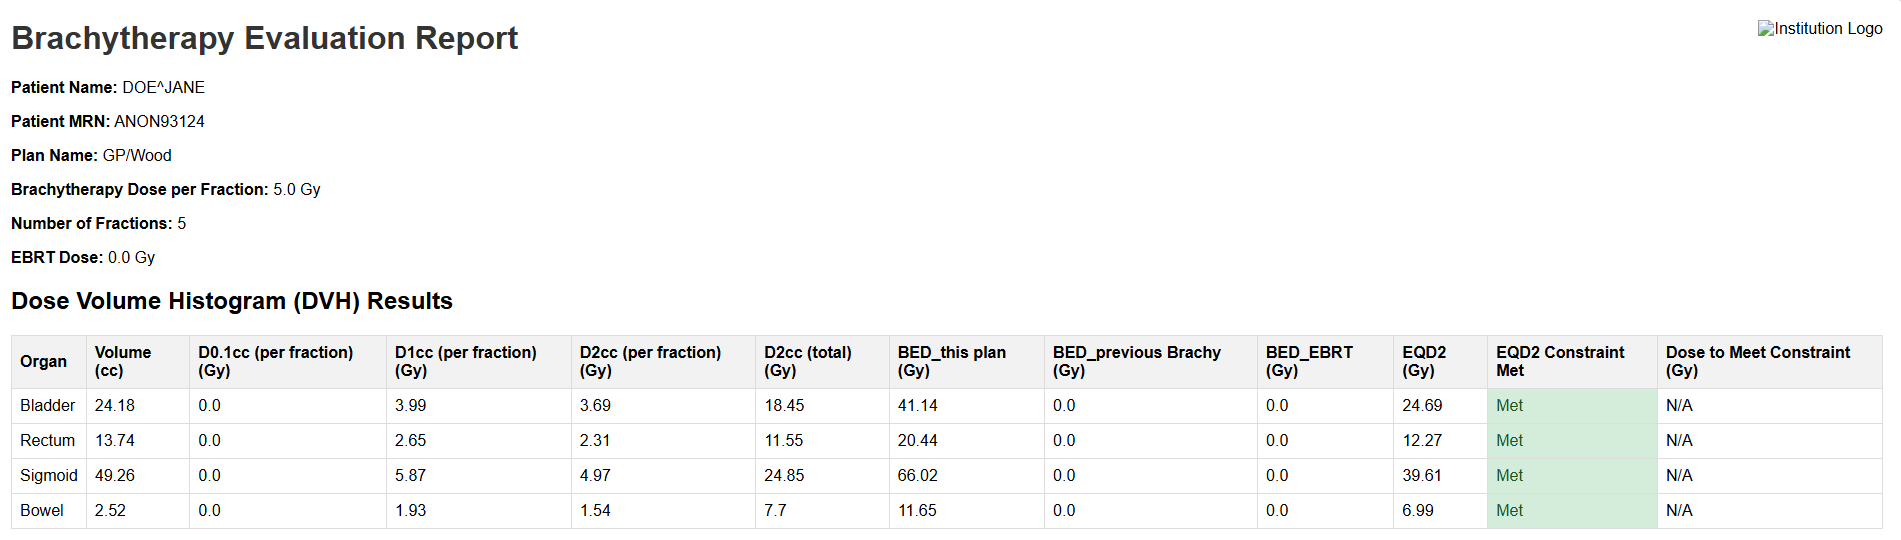 Brachytherapy Evaluation Report
Institution Logo
Patient Name: DOE^JANE
Patient MRN: ANON93124
Plan Name: GP/Wood
Brachytherapy Dose per Fraction: 5.0 Gy
Number of Fractions: 5
EBRT Dose: 0.0 Gy
Dose Volume Histogram (DVH) Results
Organ Volume (cc) D0.1cc (per fraction) (Gy) D1cc (per fraction) (Gy) D2cc (per fraction) (Gy) D2cc (total) (Gy) BED_this plan (Gy) BED_previous Brachy (Gy) BED_EBRT (Gy) EQD2 (Gy) EQD2 Constraint Met Dose to Meet Constraint (Gy)
Bladder 24.18 0.0 3.99 3.69 18.45 41.14 0.0 0.0 24.69 Met N/A
Rectum 13.74 0.0 2.65 2.31 11.55 20.44 0.0 0.0 12.27 Met N/A
Sigmoid 49.26 0.0 5.87 4.97 24.85 66.02 0.0 0.0 39.61 Met N/A
Bowel 2.52 0.0 1.93 1.54 7.7 11.65 0.0 0.0 6.99 Met N/A